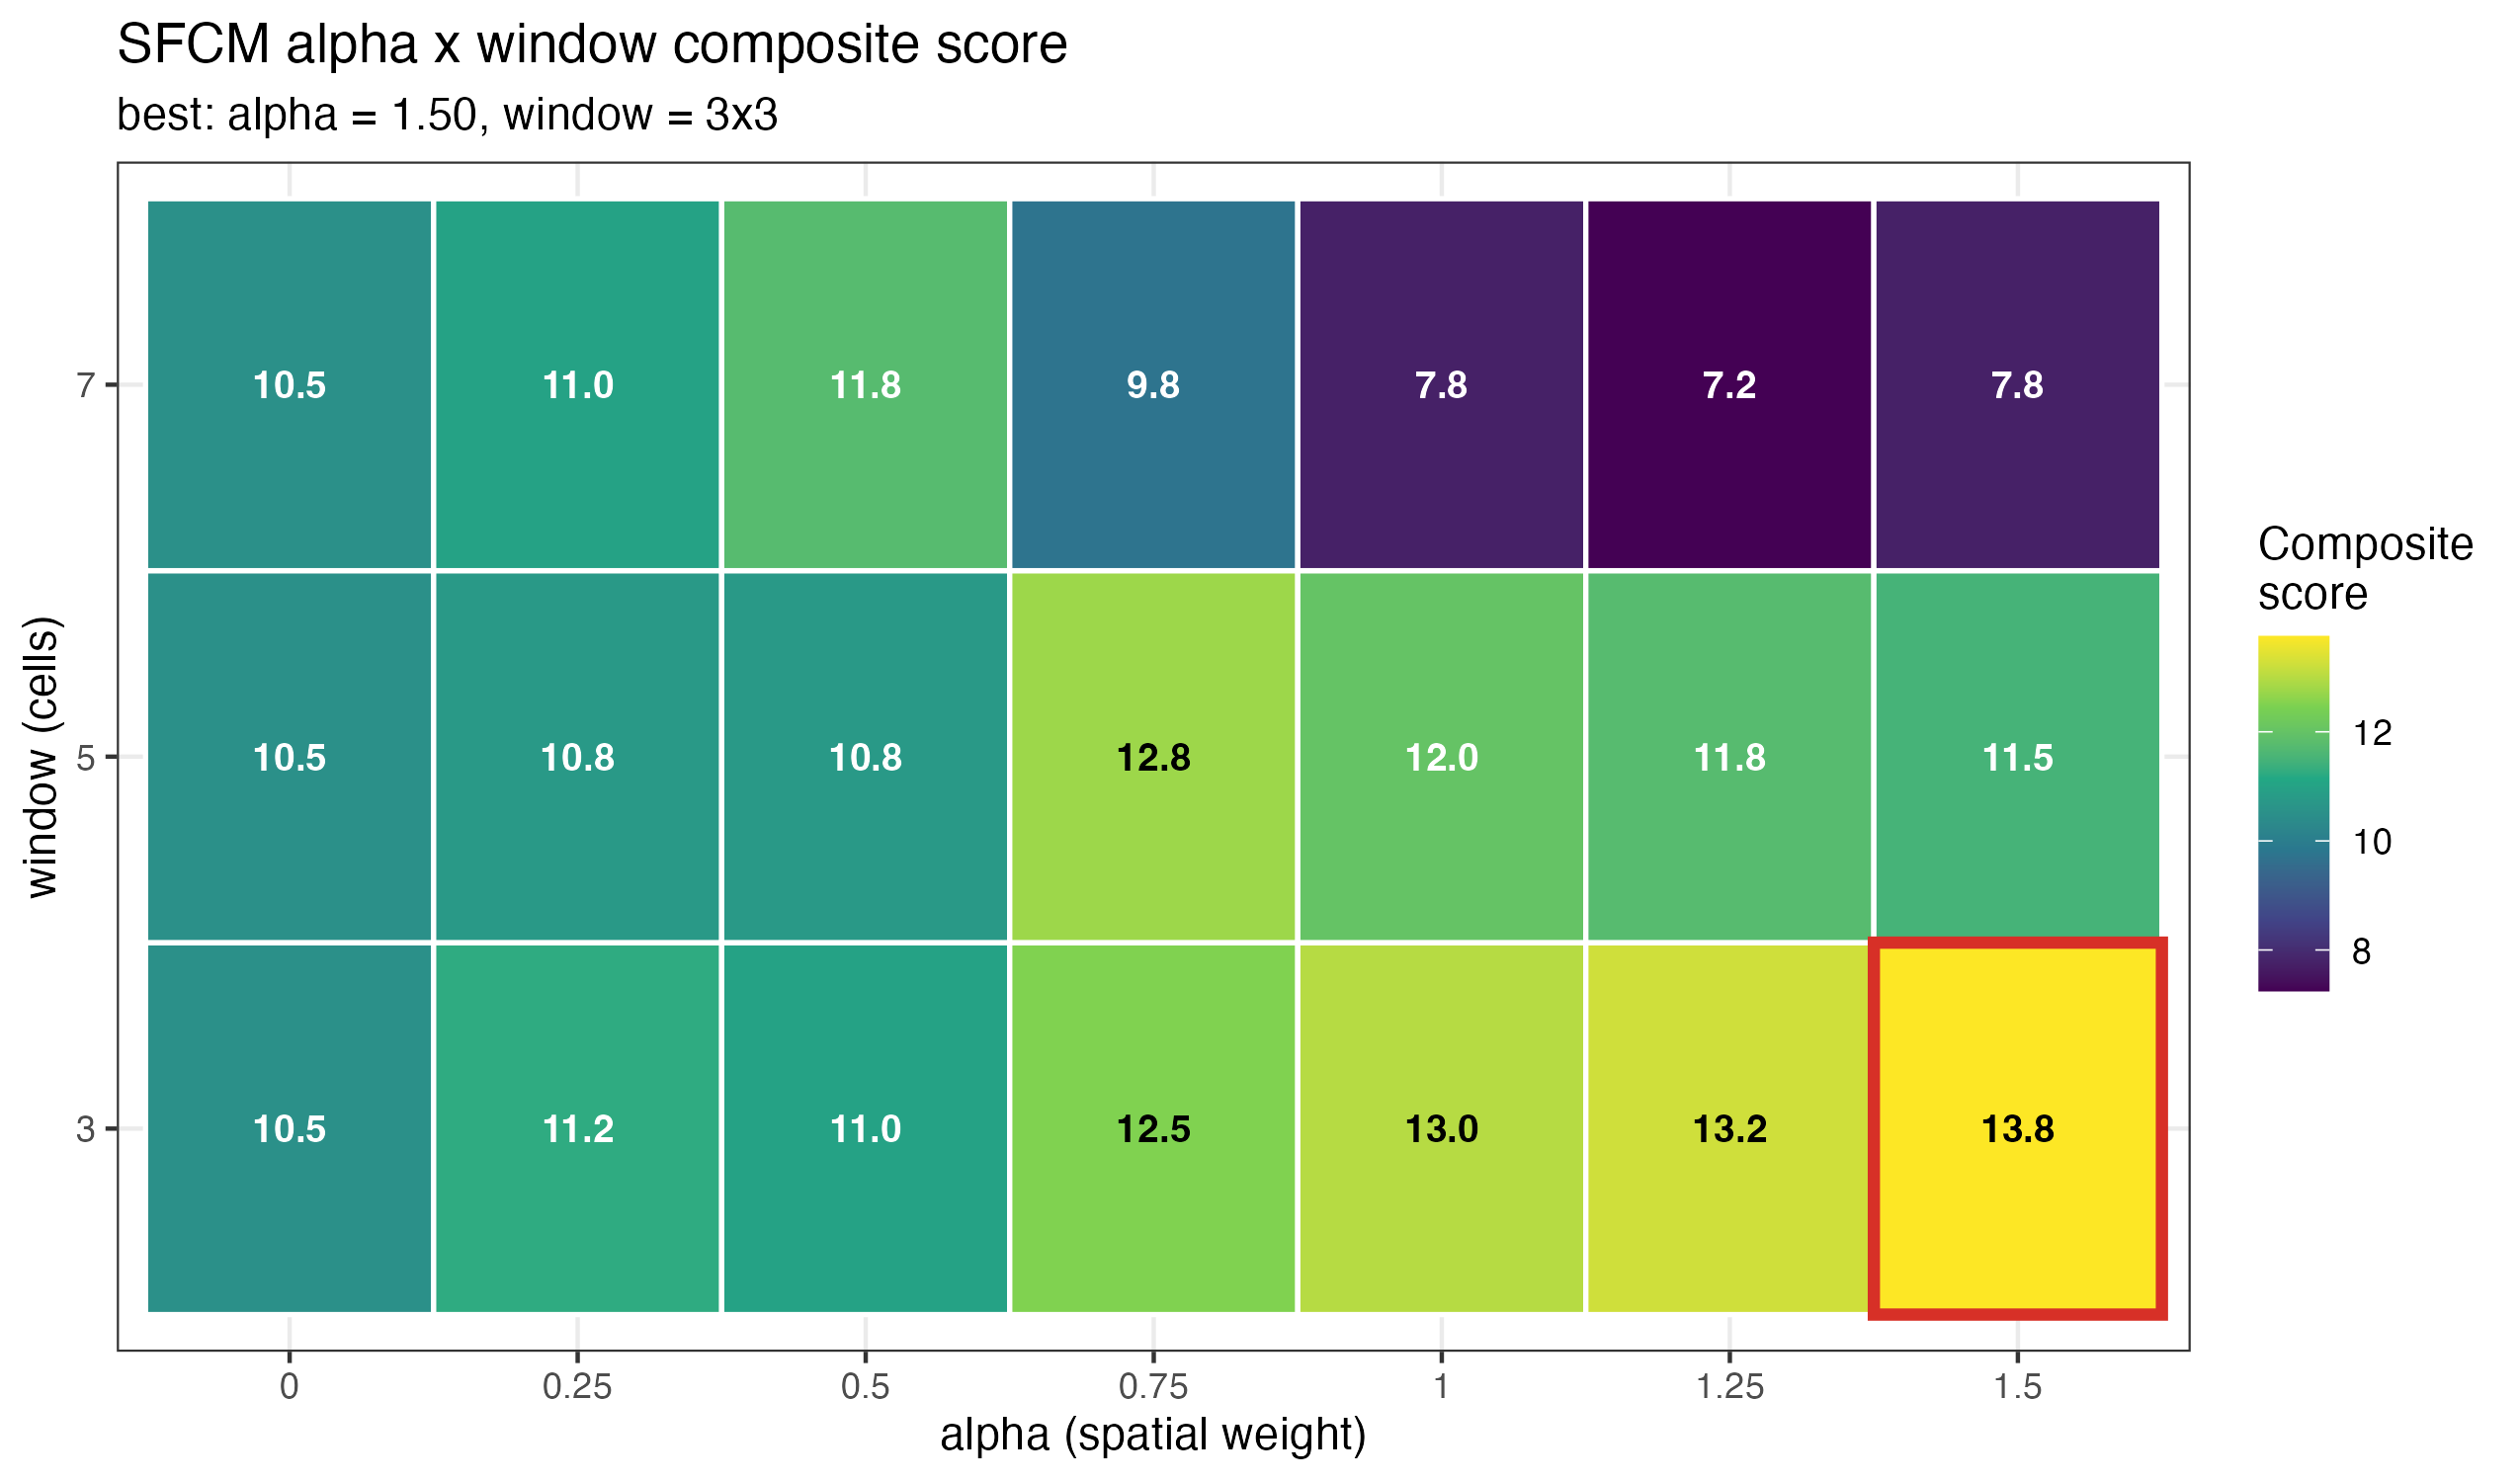 SFCM alpha x window composite score
best: alpha = 1.50, window = 3x3
window (cells)
7
10.5 11.0 11.8 9.8 7.8 7.2 7.8
5
10.5 10.8 10.8 12.8 12.0 11.8 11.5
3
10.5 11.2 11.0 12.5 13.0 13.2 13.8
0 0.25 0.5 0.75 1 1.25 1.5
alpha (spatial weight)
Composite
score
12
10
8